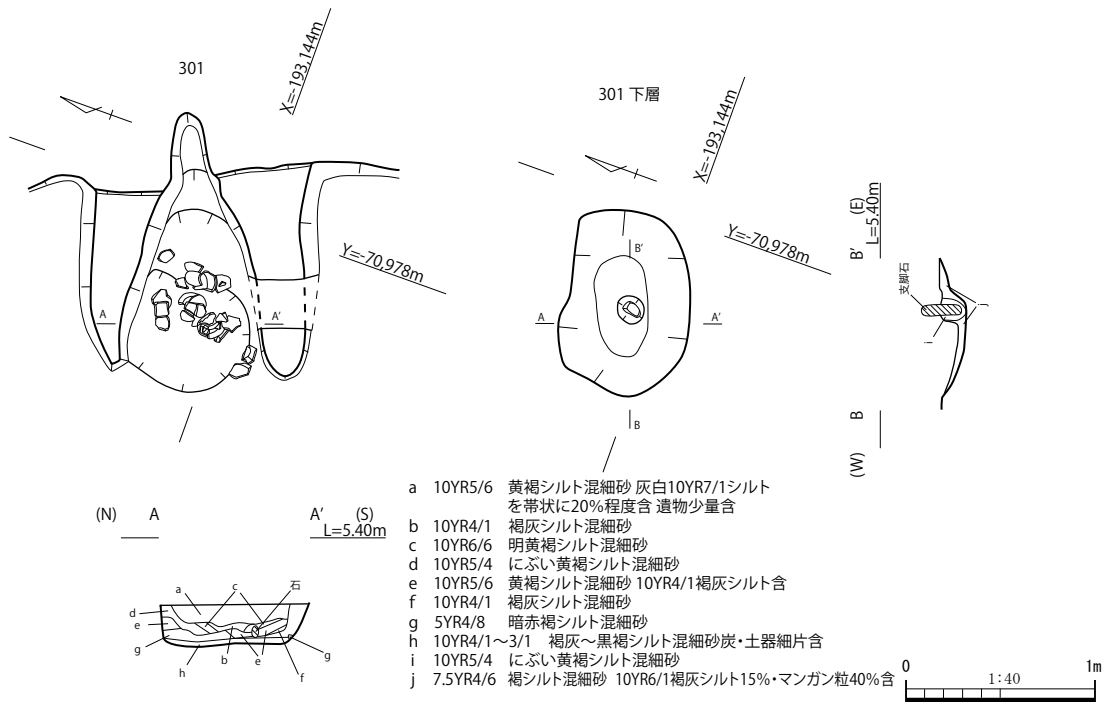 301
X=-193,144m
Y=-70,978m
A
A'
301 下層
X=-193,144m
Y=-70,978m
B'
A
A'
B
B' (E)
L=5.40m
支脚石
j
i
B
(W)
(N) A
A' (S)
L=5.40m
a
c
石
d
e
g
h
b
e
f
g
a 10YR5/6 黄褐シルト混細砂 灰白10YR7/1シルト
を帯状に20%程度含 遺物少量含
b 10YR4/1 褐灰シルト混細砂
c 10YR6/6 明黄褐シルト混細砂
d 10YR5/4 にぶい黄褐シルト混細砂
e 10YR5/6 黄褐シルト混細砂 10YR4/1褐灰シルト含
f 10YR4/1 褐灰シルト混細砂
g 5YR4/8 暗赤褐シルト混細砂
h 10YR4/1～3/1 褐灰～黒褐シルト混細砂炭・土器細片含
i 10YR5/4 にぶい黄褐シルト混細砂
j 7.5YR4/6 褐シルト混細砂 10YR6/1褐灰シルト15%・マンガン粒40%含
0 1:40 1m